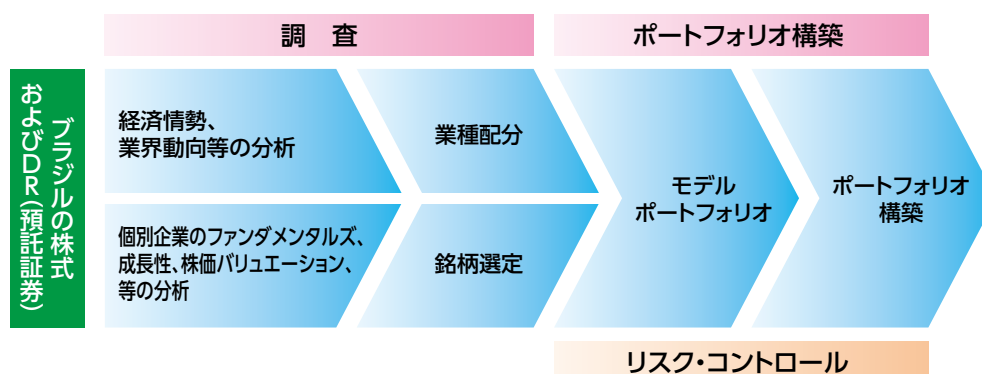 調 査
ポートフォリオ構築
ブラジルの株式
およびDR(預託証券)
経済情勢、
業界動向等の分析
業種配分
個別企業のファンダメンタルズ、
成長性、株価バリュエーション、
等の分析
銘柄選定
モデル
ポートフォリオ
ポートフォリオ
構築
リスク・コントロール